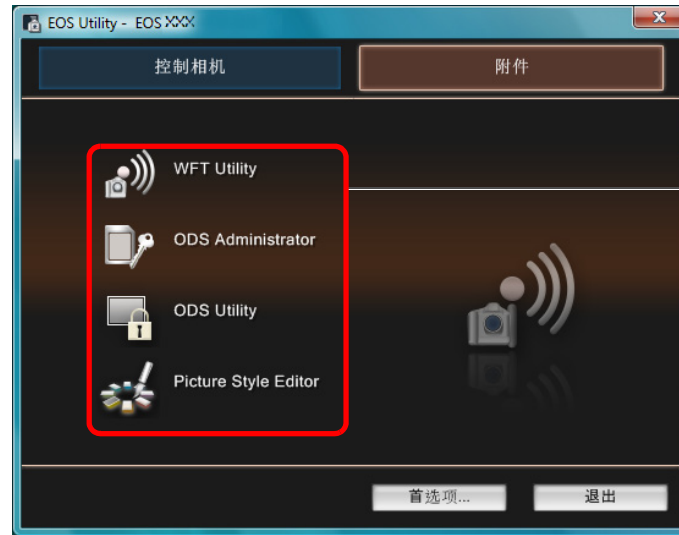 EOS Utility - EOS XXX
控制相机
附件
WFT Utility
ODS Administrator
ODS Utility
Picture Style Editor
首选项...
退出